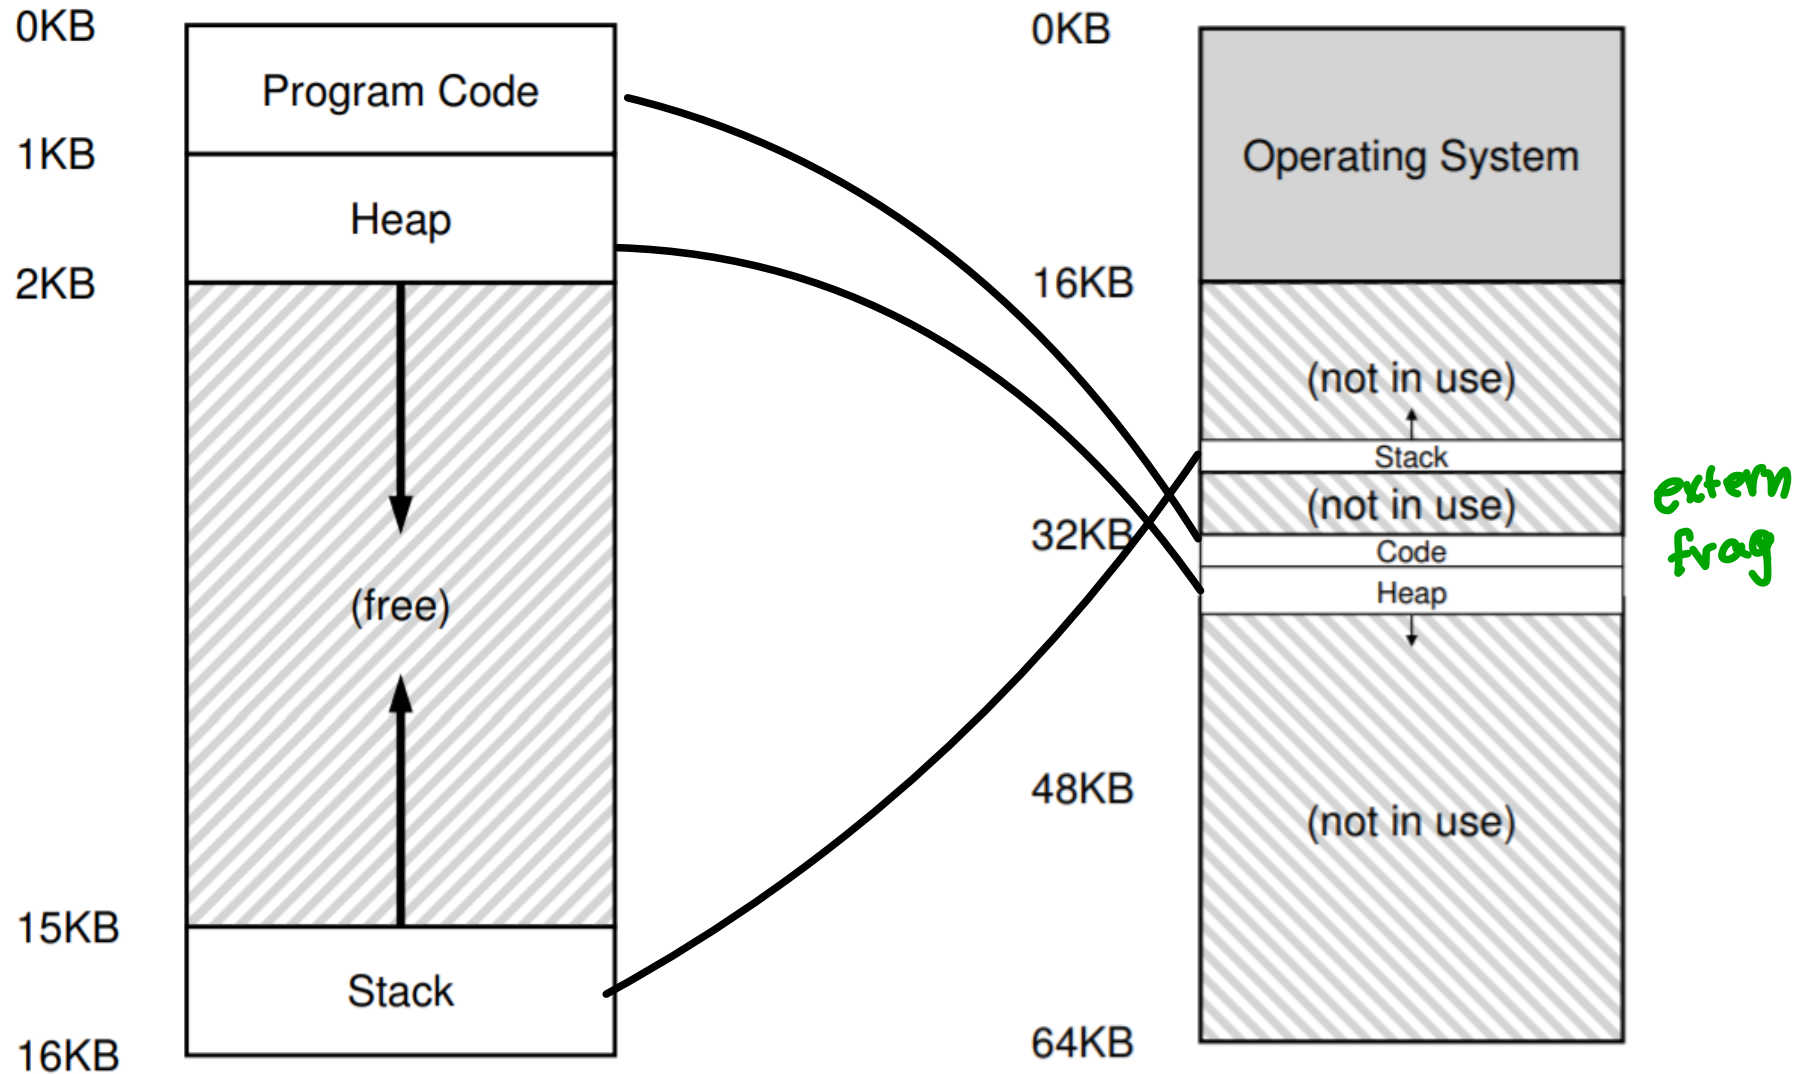 0KB
Program Code
1KB
Heap
2KB
(free)
15KB
Stack
16KB
0KB
Operating System
16KB
(not in use)
Stack
(not in use)
32KB
Code
Heap
48KB
(not in use)
64KB
extern
frag